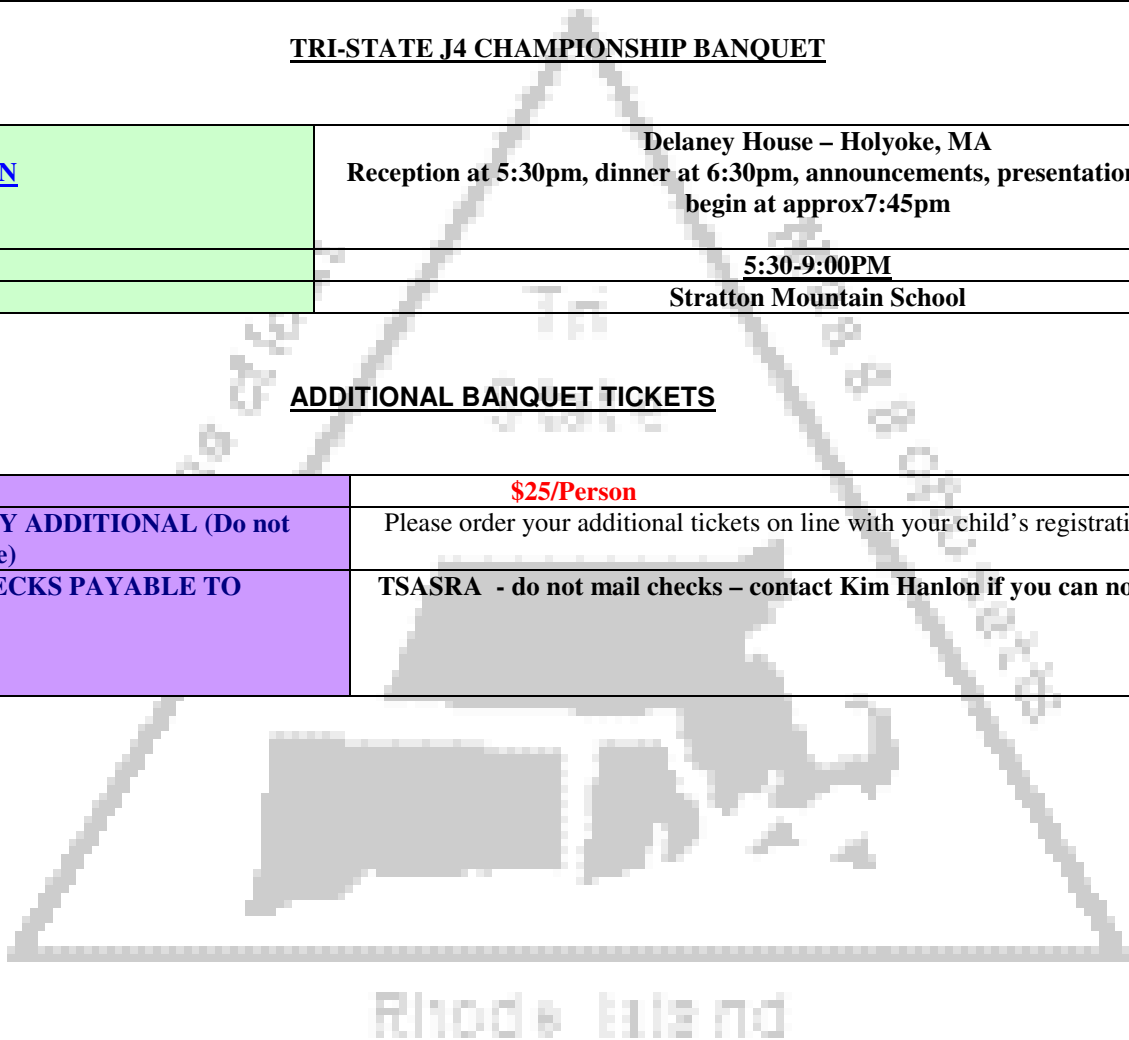 TRI-STATE J4 CHAMPIONSHIP BANQUET
N
Delaney House – Holyoke, MA
Reception at 5:30pm, dinner at 6:30pm, announcements, presentation
begin at approx7:45pm
5:30-9:00PM
Stratton Mountain School
Tri
State
Massachusetts
ADDITIONAL BANQUET TICKETS
$25/Person
Y ADDITIONAL (Do not
e)
Please order your additional tickets on line with your child's registrati
ECKS PAYABLE TO
TSASRA - do not mail checks – contact Kim Hanlon if you can no
Rhode Island